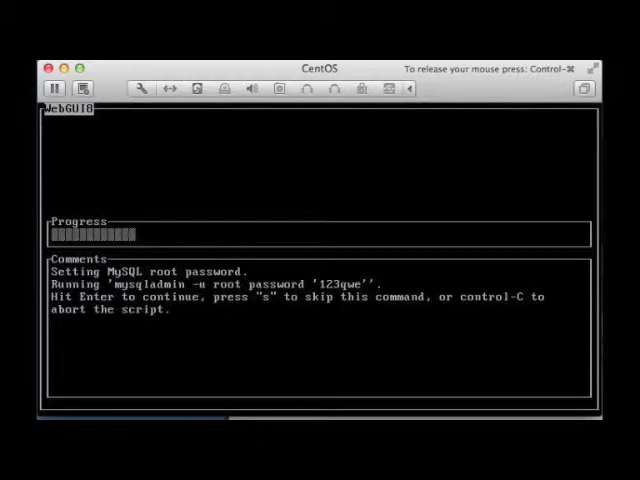 CentOS
To release your mouse press: Control-⌘
WebGUI8
Progress
Comments
Setting MySQL root password.
Running 'mysqladmin -u root password '123qwe''.
Hit Enter to continue, press "s" to skip this command, or control-C to
abort the script.